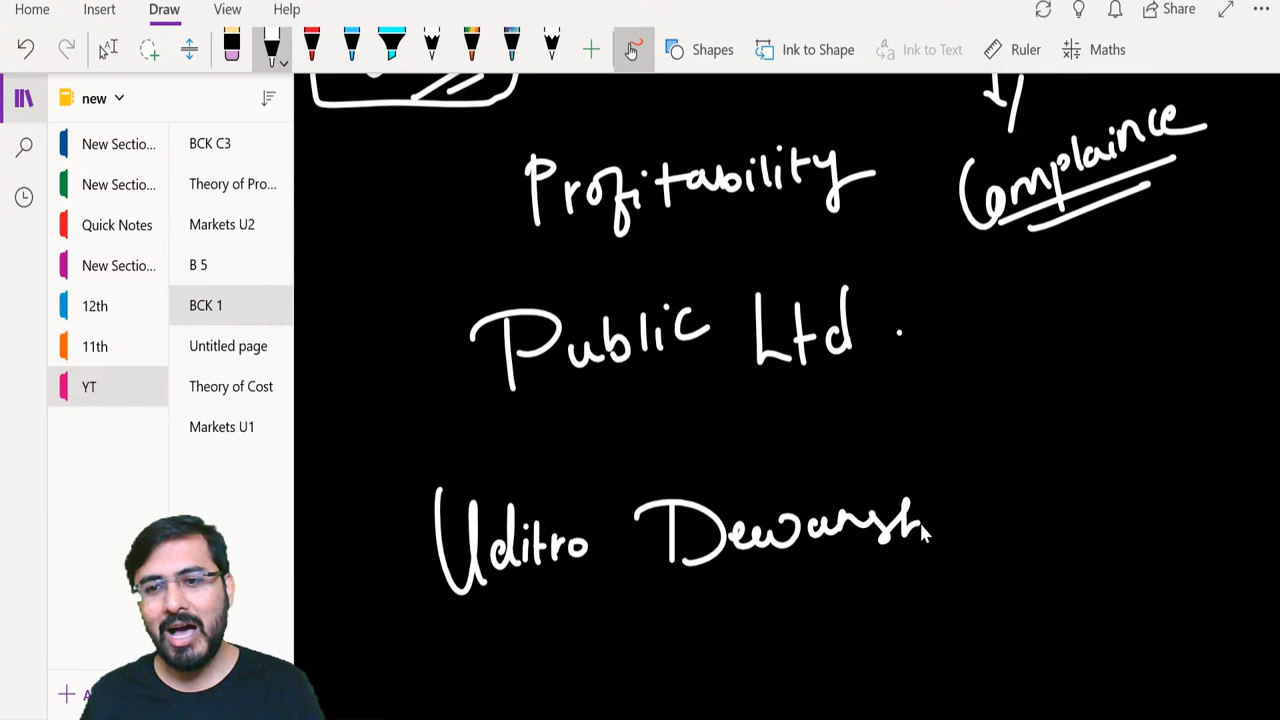 Home Insert Draw View Help Share ...
Shapes Ink to Shape Ink to Text Ruler Maths
new
New Sectio...
New Sectio...
Quick Notes
New Sectio...
12th
11th
YT
BCK C3
Theory of Pro...
Markets U2
B 5
BCK 1
Untitled page
Theory of Cost
Markets U1
Complaince
Profitability
Public Ltd.
Uditro Dewansh